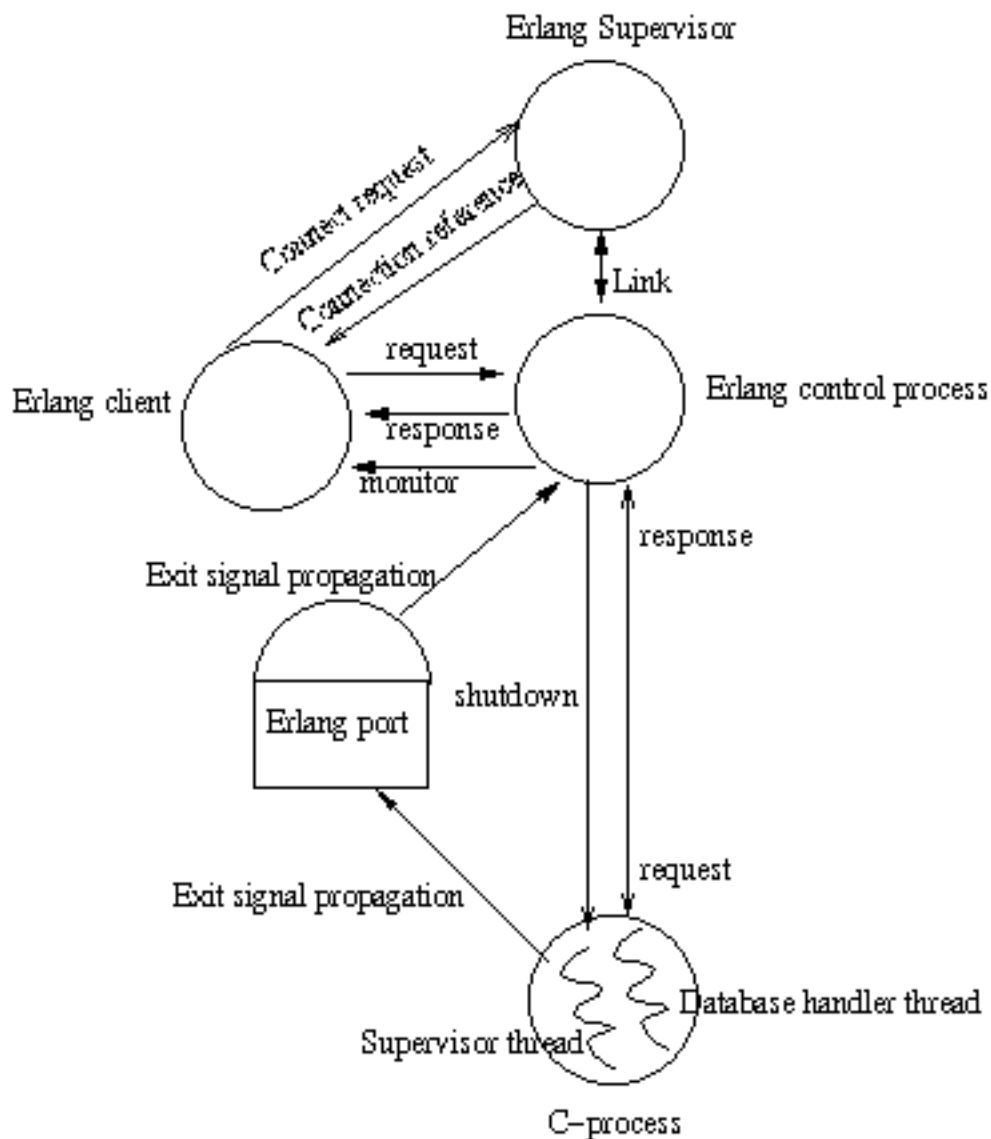 Erlang Supervisor
Connect request
Connection reference
Link
request
Erlang client
Erlang control process
response
monitor
response
Exit signal propagation
shutdown
Erlang port
request
Exit signal propagation
Database handler thread
Supervisor thread
C-process